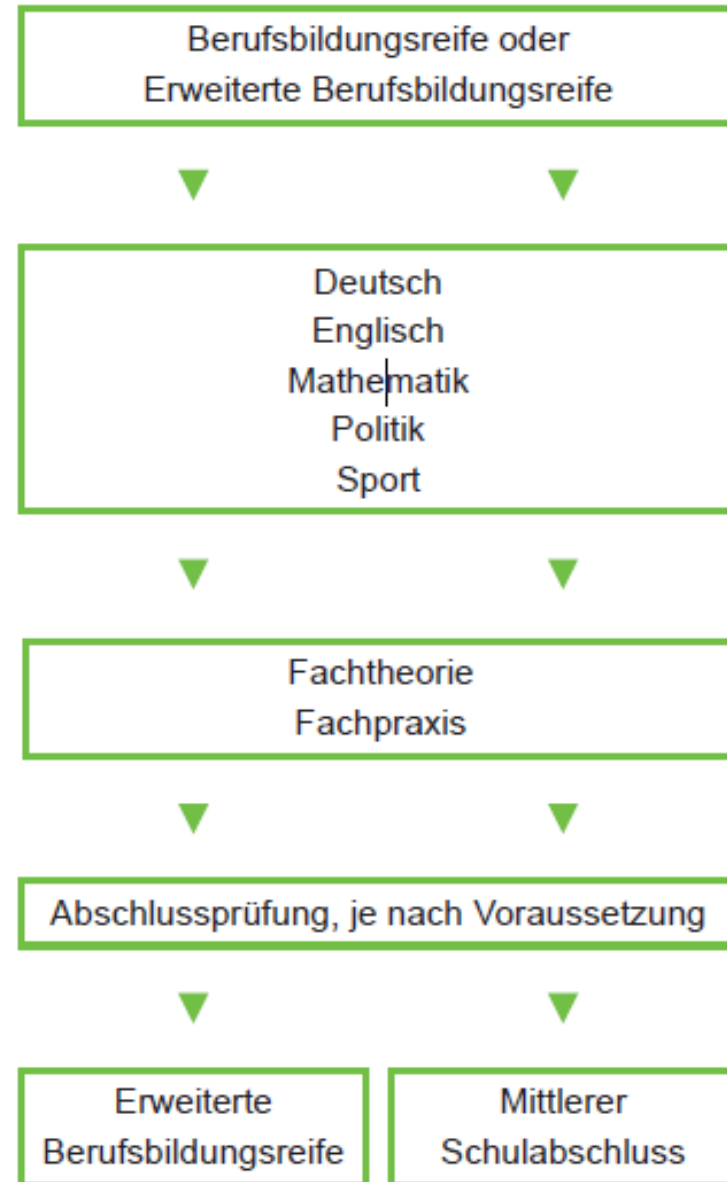 Berufsbildungsreife oder
Erweiterte Berufsbildungsreife
Deutsch
Englisch
Mathematik
Politik
Sport
Fachtheorie
Fachpraxis
Abschlussprüfung, je nach Voraussetzung
Erweiterte
Berufsbildungsreife
Mittlerer
Schulabschluss